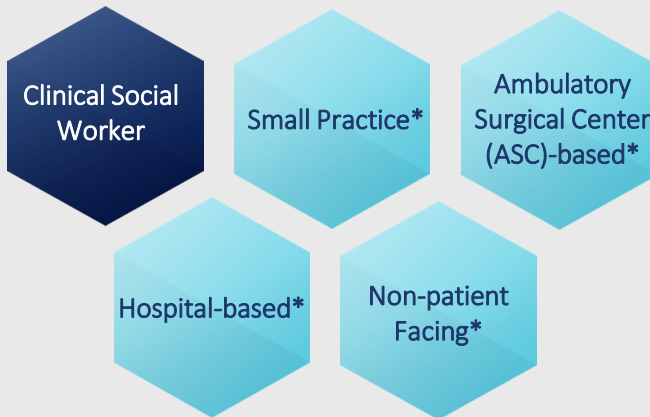 Clinical Social
Worker
Small Practice*
Ambulatory
Surgical Center
(ASC)-based*
Hospital-based*
Non-patient
Facing*